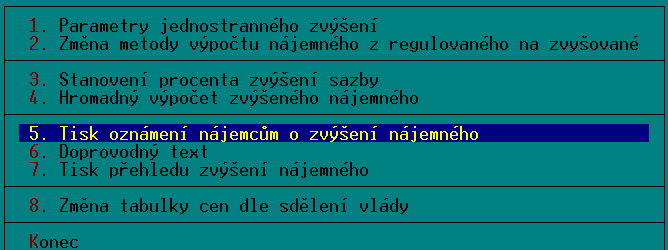 1. Parametry jednostranného zvýšení
2. Změna metody výpočtu nájemného z regulovaného na zvyšované
3. Stanovení procenta zvýšení sazby
4. Hromadný výpočet zvýšeného nájemného
5. Tisk oznámení nájemcům o zvýšení nájemného
6. Doprovodný text
7. Tisk přehledu zvýšení nájemného
8. Změna tabulky cen dle sdělení vlády
Konec